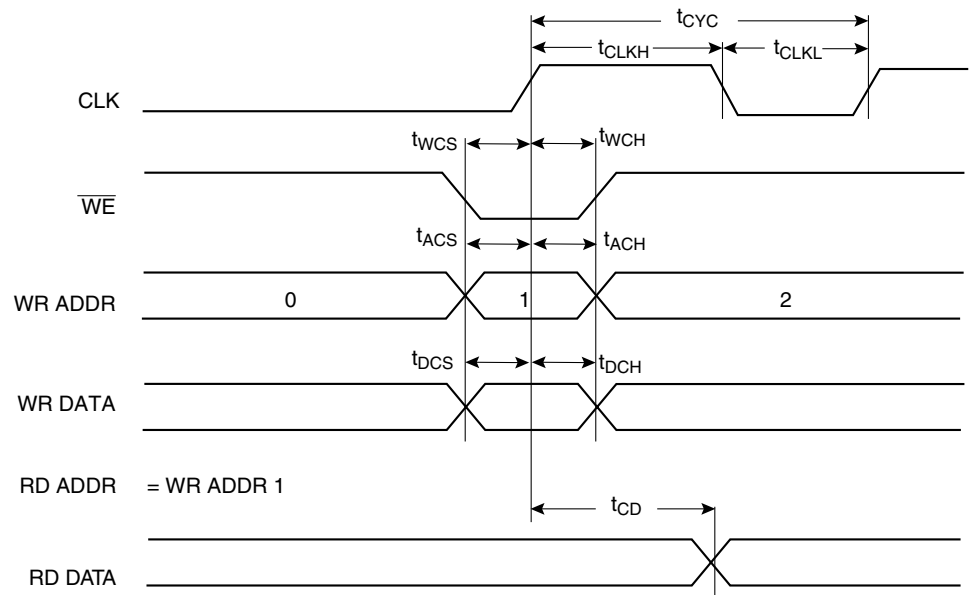 tCYC
tCLKH tCLKL
CLK
tWCS tWCH
WE
tACS tACH
WR ADDR 0 1 2
tDCS tDCH
WR DATA
RD ADDR = WR ADDR 1
tCD
RD DATA